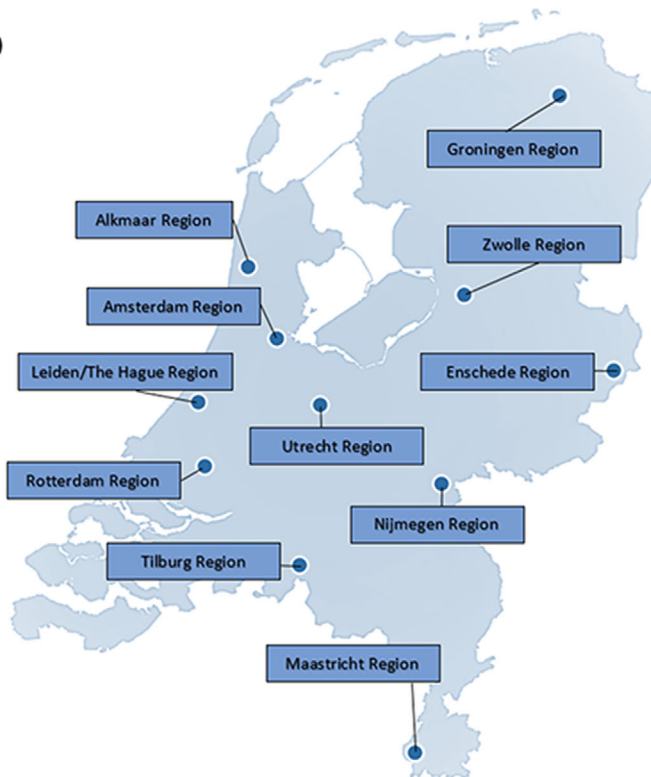 Groningen Region
Alkmaar Region
Zwolle Region
Amsterdam Region
Leiden/The Hague Region
Enschede Region
Utrecht Region
Rotterdam Region
Nijmegen Region
Tilburg Region
Maastricht Region